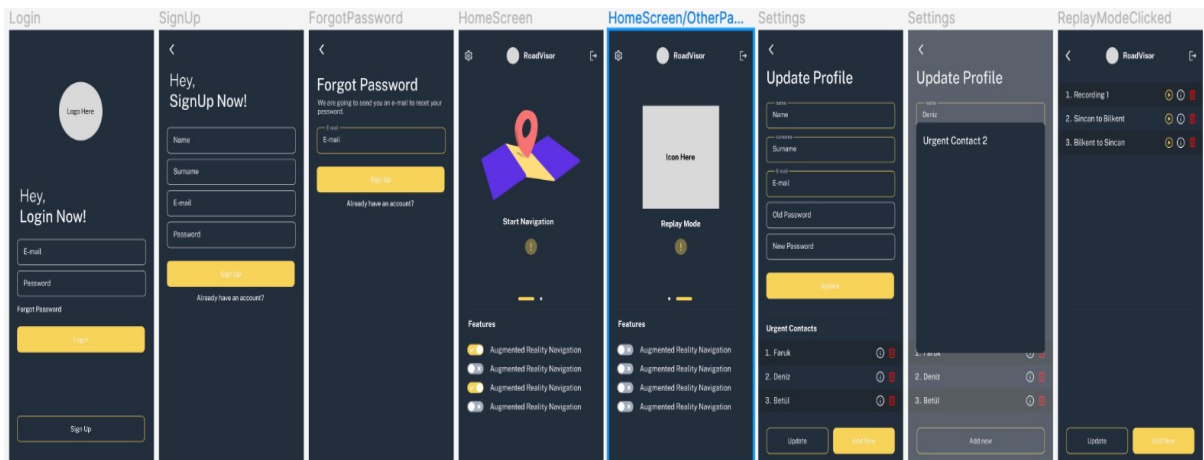 Login
Logo Here
Hey,
Login Now!
E-mail
Password
Forgot Password
Login
Sign Up
SignUp
Hey,
SignUp Now!
Name
Surname
E-mail
Password
Sign Up
Already have an account?
ForgotPassword
Forgot Password
We are going to send you an e-mail to reset your
password.
E-mail
E-mail
Sign Up
Already have an account?
HomeScreen
RoadVisor
Start Navigation
!
Features
Augmented Reality Navigation
Augmented Reality Navigation
Augmented Reality Navigation
Augmented Reality Navigation
HomeScreen/OtherPa...
RoadVisor
Icon Here
Replay Mode
!
Features
Augmented Reality Navigation
Augmented Reality Navigation
Augmented Reality Navigation
Augmented Reality Navigation
Settings
Update Profile
Name
Name
Surname
Surname
E-mail
E-mail
Old Password
New Password
Update
Urgent Contacts
1. Faruk
2. Deniz
3. Betül
Update
Add New
Settings
Update Profile
Name
Deniz
Urgent Contact 2
1. Faruk
2. Deniz
3. Betül
Add new
ReplayModeClicked
RoadVisor
1. Recording 1
2. Sincan to Bilkent
3. Bilkent to Sincan
Update
Add New